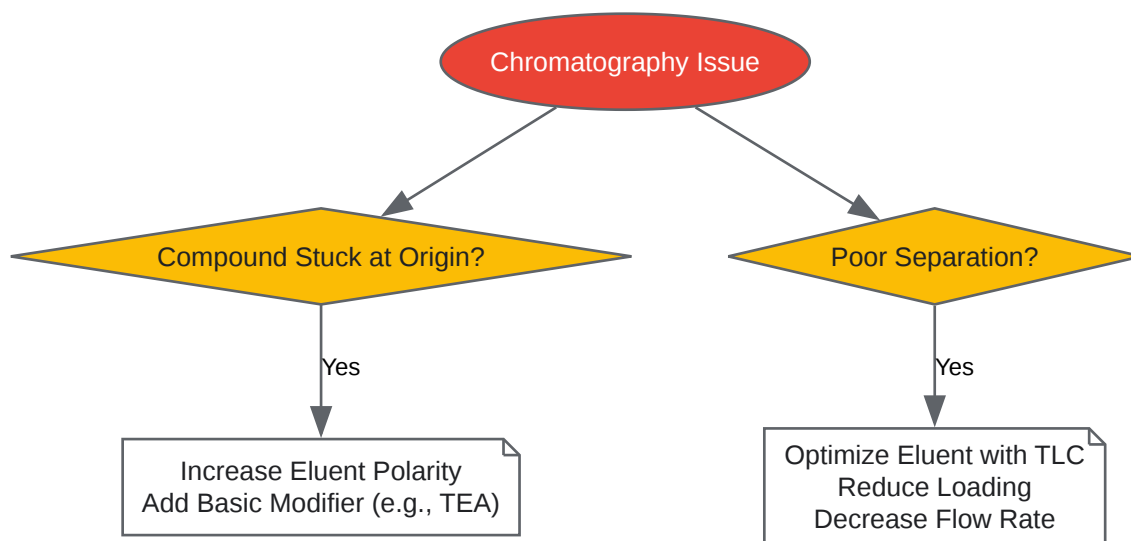 Chromatography Issue
Compound Stuck at Origin?
Poor Separation?
Yes
Yes
Increase Eluent Polarity
Add Basic Modifier (e.g., TEA)
Optimize Eluent with TLC
Reduce Loading
Decrease Flow Rate